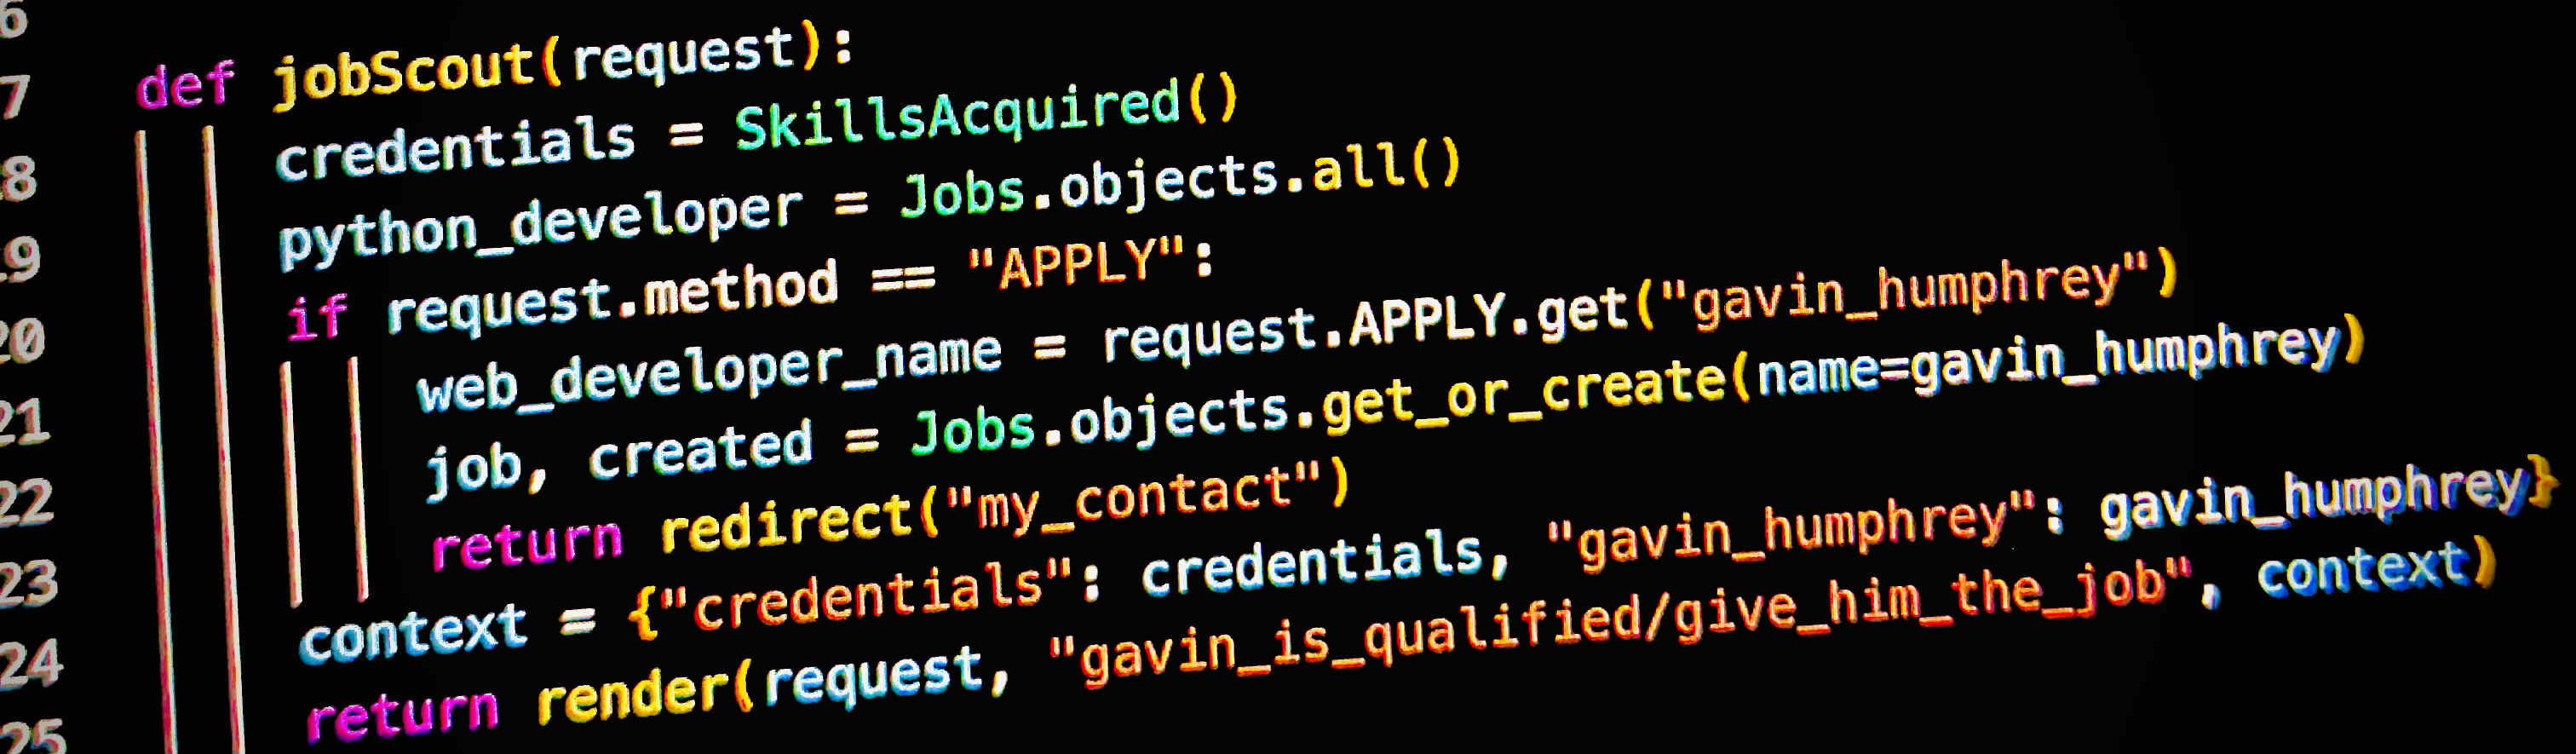 6
7 def jobScout(request):
8 credentials = SkillsAcquired()
9 python_developer = Jobs.objects.all()
20 if request.method == "APPLY":
21 web_developer_name = request.APPLY.get("gavin_humphrey")
22 job, created = Jobs.objects.get_or_create(name=gavin_humphrey)
23 return redirect("my_contact")
24 context = {"credentials": credentials, "gavin_humphrey": gavin_humphrey}
25 return render(request, "gavin_is_qualified/give_him_the_job", context)